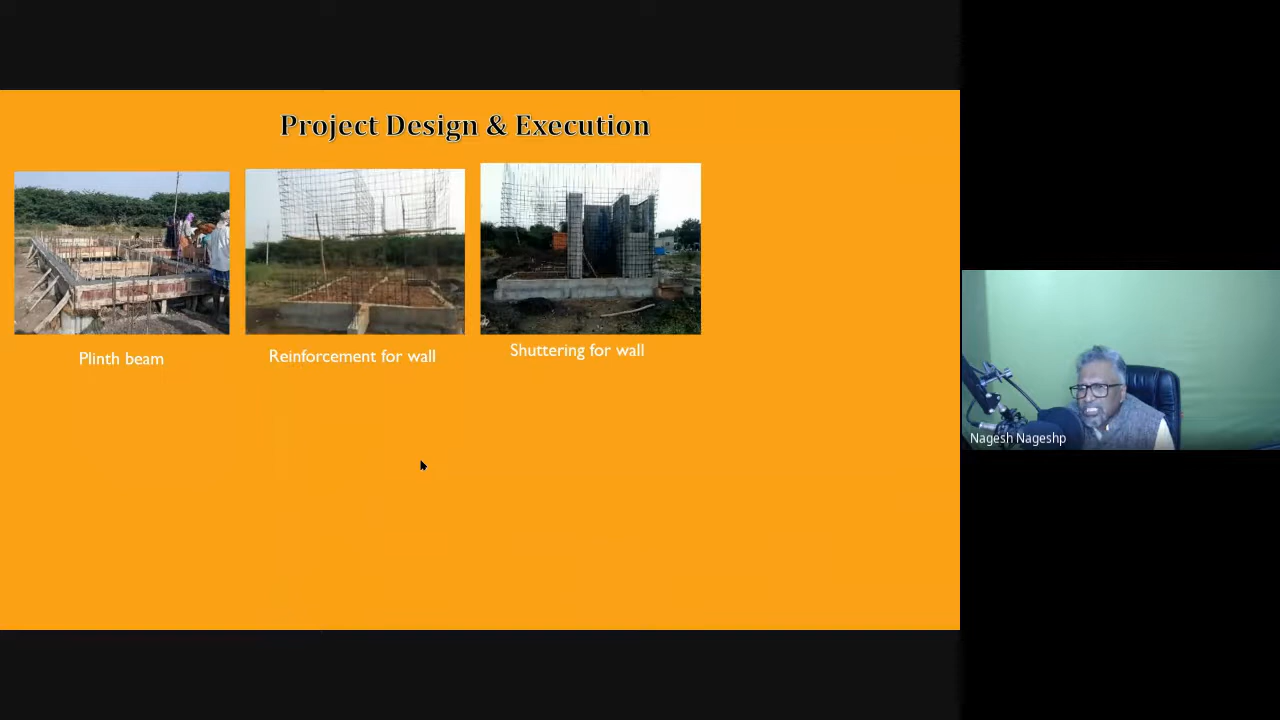 Project Design & Execution
Plinth beam
Reinforcement for wall
Shuttering for wall
Nagesh Nageshp